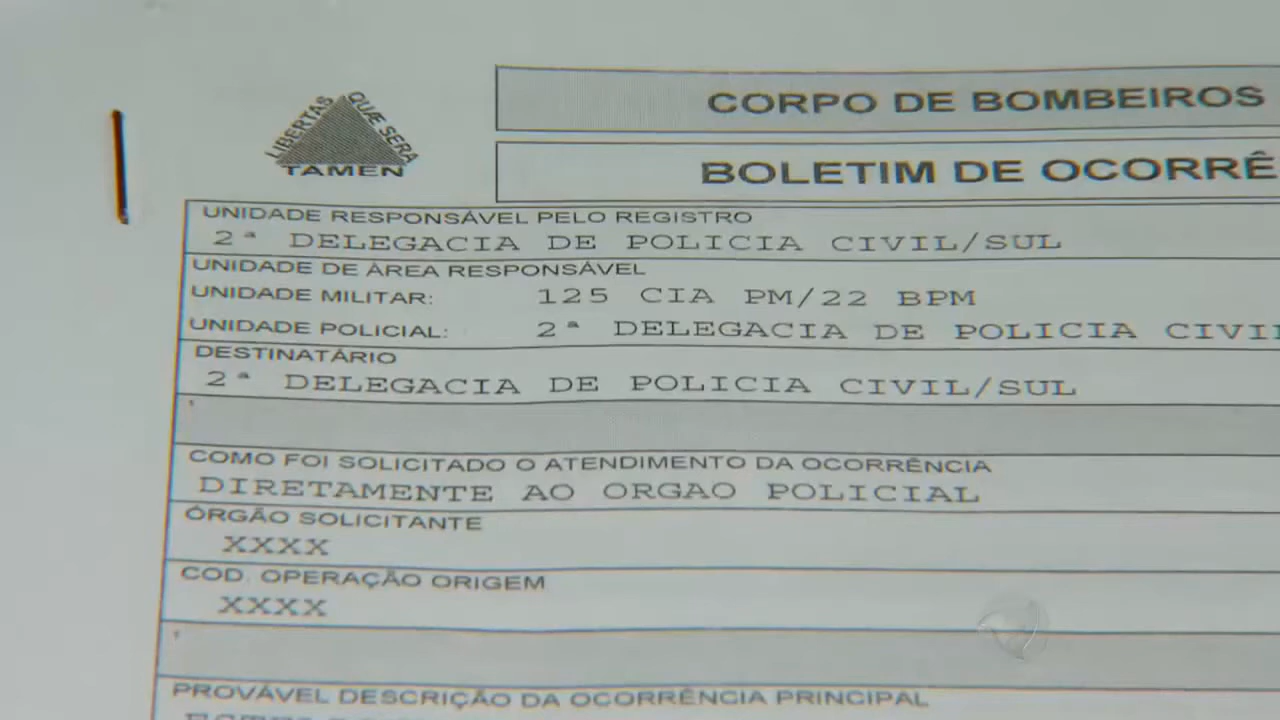 LIBERTAS QUE SERA
TAMEN
CORPO DE BOMBEIROS
BOLETIM DE OCORRÊ
UNIDADE RESPONSÁVEL PELO REGISTRO
2ª DELEGACIA DE POLICIA CIVIL/SUL
UNIDADE DE ÁREA RESPONSÁVEL
UNIDADE MILITAR: 125 CIA PM/22 BPM
UNIDADE POLICIAL: 2ª DELEGACIA DE POLICIA CIVI
DESTINATÁRIO
2ª DELEGACIA DE POLICIA CIVIL/SUL
COMO FOI SOLICITADO O ATENDIMENTO DA OCORRÊNCIA
DIRETAMENTE AO ORGAO POLICIAL
ÓRGÃO SOLICITANTE
XXXX
COD. OPERAÇÃO ORIGEM
XXXX
PROVÁVEL DESCRIÇÃO DA OCORRÊNCIA PRINCIPAL